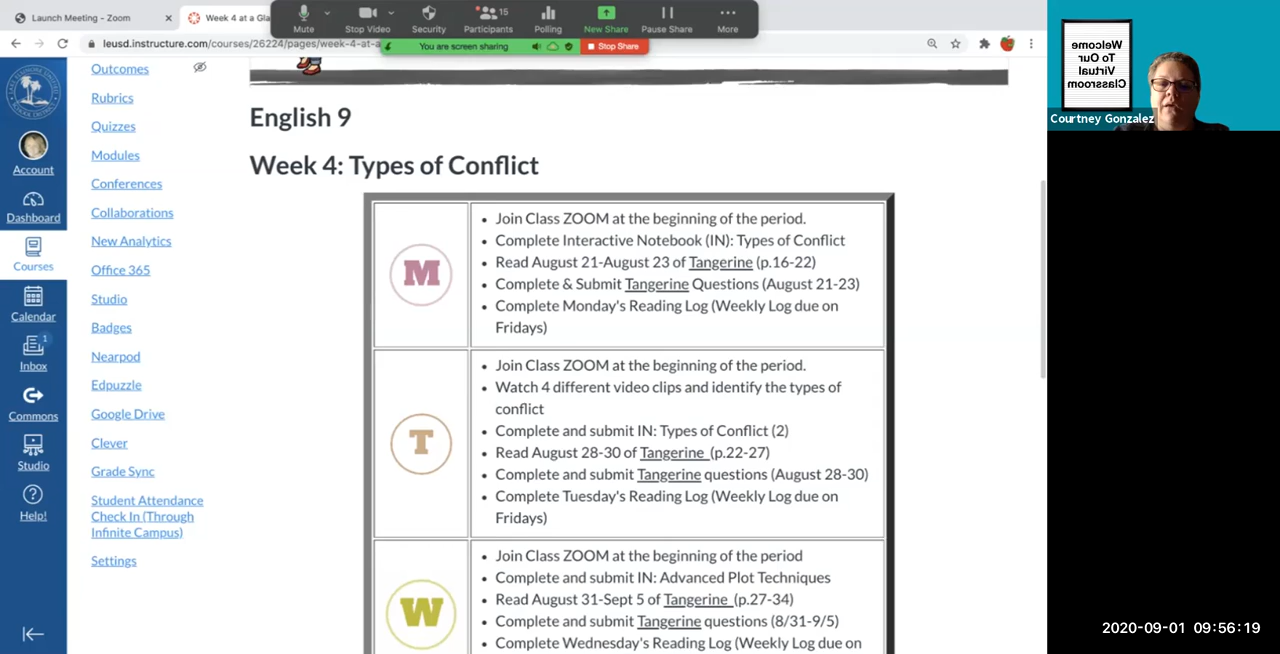 Launch Meeting - Zoom
Week 4 at a Gla
Mute
Stop Video
Security
15
Participants
Polling
New Share
Pause Share
More
leusd.instructure.com/courses/26224/pages/week-4-at-a
You are screen sharing
Stop Share
Account
Dashboard
Courses
Calendar
1
Inbox
Commons
Studio
Help!
Outcomes
Rubrics
Quizzes
Modules
Conferences
Collaborations
New Analytics
Office 365
Studio
Badges
Nearpod
Edpuzzle
Google Drive
Clever
Grade Sync
Student Attendance
Check In (Through
Infinite Campus)
Settings
English 9
Week 4: Types of Conflict
M
• Join Class ZOOM at the beginning of the period.
• Complete Interactive Notebook (IN): Types of Conflict
• Read August 21-August 23 of Tangerine (p.16-22)
• Complete & Submit Tangerine Questions (August 21-23)
• Complete Monday's Reading Log (Weekly Log due on
Fridays)
T
• Join Class ZOOM at the beginning of the period.
• Watch 4 different video clips and identify the types of
conflict
• Complete and submit IN: Types of Conflict (2)
• Read August 28-30 of Tangerine (p.22-27)
• Complete and submit Tangerine questions (August 28-30)
• Complete Tuesday's Reading Log (Weekly Log due on
Fridays)
W
• Join Class ZOOM at the beginning of the period
• Complete and submit IN: Advanced Plot Techniques
• Read August 31-Sept 5 of Tangerine (p.27-34)
• Complete and submit Tangerine questions (8/31-9/5)
• Complete Wednesday's Reading Log (Weekly Log due on
Welcome
To Our
Virtual
Classroom
Courtney Gonzalez
2020-09-01 09:56:19